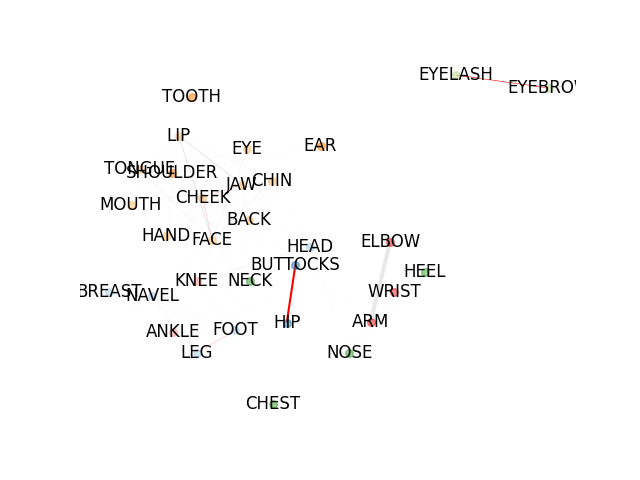 EYELASH
EYEBROW
TOOTH
LIP
EYE
EAR
TONGUE
SHOULDER
JAW
CHIN
CHEEK
MOUTH
BACK
HAND
FACE
HEAD
ELBOW
BUTTOCKS
HEEL
KNEE
NECK
BREAST
NAVEL
WRIST
ANKLE
FOOT
HIP
ARM
LEG
NOSE
CHEST